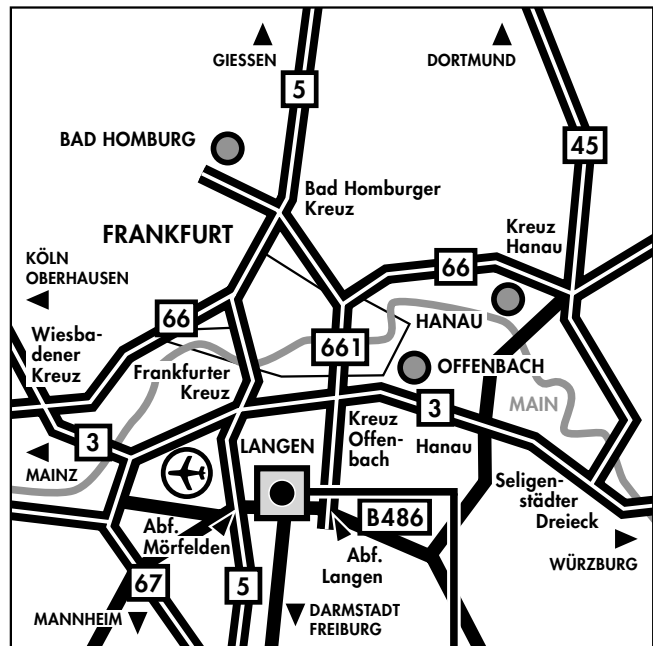 GIESSEN
DORTMUND
5
BAD HOMBURG
45
Bad Homburger
Kreuz
FRANKFURT
Kreuz
Hanau
KÖLN
OBERHAUSEN
66
66
HANAU
Wiesba-
dener
Kreuz
661
Frankfurter
Kreuz
OFFENBACH
MAIN
3
3
LANGEN
Kreuz
Offen-
bach
Hanau
MAINZ
Seligen-
städter
Dreieck
B486
Abf.
Mörfelden
Abf.
Langen
WÜRZBURG
67
5
MANNHEIM
DARMSTADT
FREIBURG